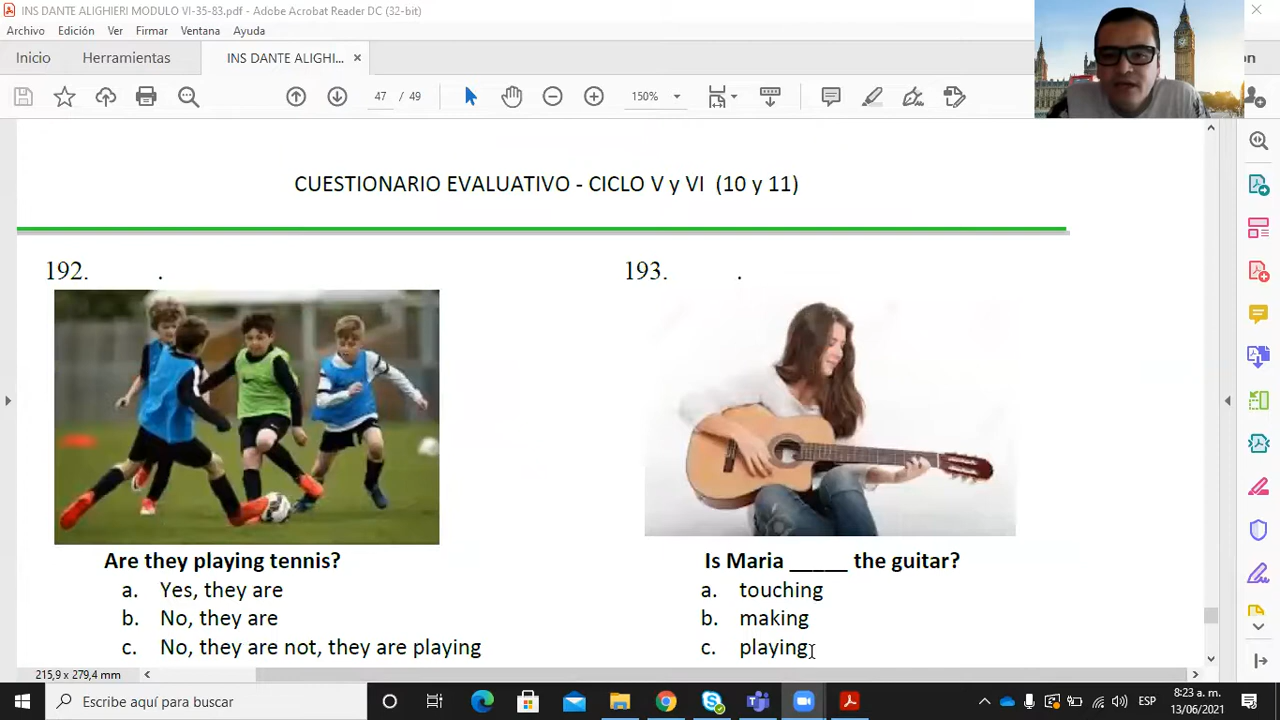 INS DANTE ALIGHIERI MODULO VI-35-83.pdf - Adobe Acrobat Reader DC (32-bit)
Archivo Edición Ver Firmar Ventana Ayuda
Inicio Herramientas INS DANTE ALIGHI...
47 / 49 150%
CUESTIONARIO EVALUATIVO - CICLO V y VI (10 y 11)
192. .
Are they playing tennis?
a. Yes, they are
b. No, they are
c. No, they are not, they are playing
193. .
Is Maria _____ the guitar?
a. touching
b. making
c. playing
215,9 x 279,4 mm
Escribe aquí para buscar
ESP
8:23 a. m.
13/06/2021